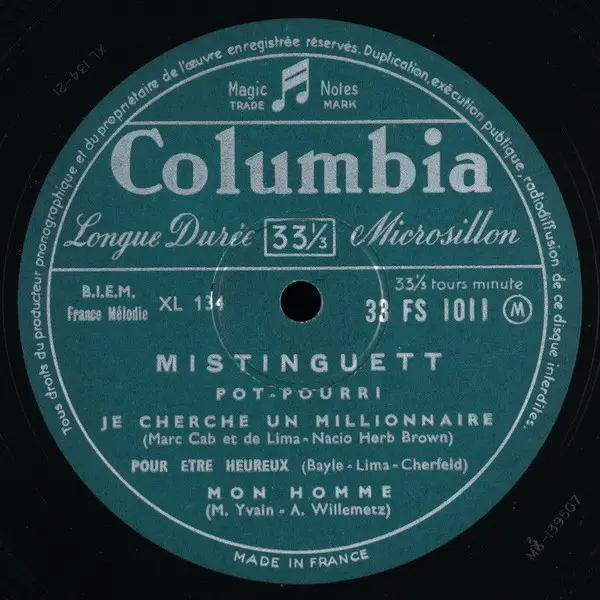 Tous droits du producteur phonographique et du propriétaire de l'œuvre enregistrée réservés. Duplication, exécution publique, radiodiffusion de ce disque interdites.
XL 134-21
Magic Notes
TRADE MARK
Columbia
Longue Durée 33⅓ Microsillon
B.I.E.M.
France Mélodie
XL 134
33⅓ tours minute
33 FS 1011 M
MISTINGUETT
POT-POURRI
JE CHERCHE UN MILLIONNAIRE
(Marc Cab et de Lima-Nacio Herb Brown)
POUR ETRE HEUREUX (Bayle-Lima-Cherfeld)
MON HOMME
(M. Yvain - A. Willemetz)
MADE IN FRANCE